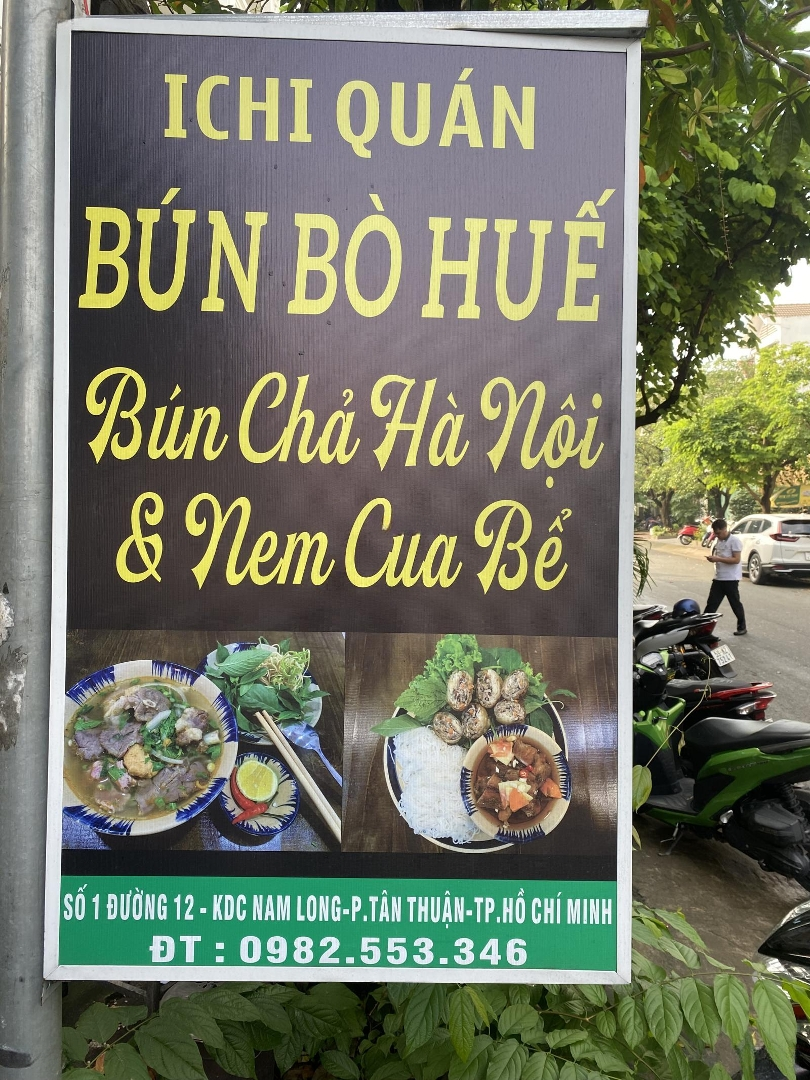 ICHI QUÁN
BÚN BÒ HUẾ
Bún Chả Hà Nội
& Nem Cua Bể
SỐ 1 ĐƯỜNG 12 - KDC NAM LONG-P.TÂN THUẬN-TP.HỒ CHÍ MINH
ĐT : 0982.553.346